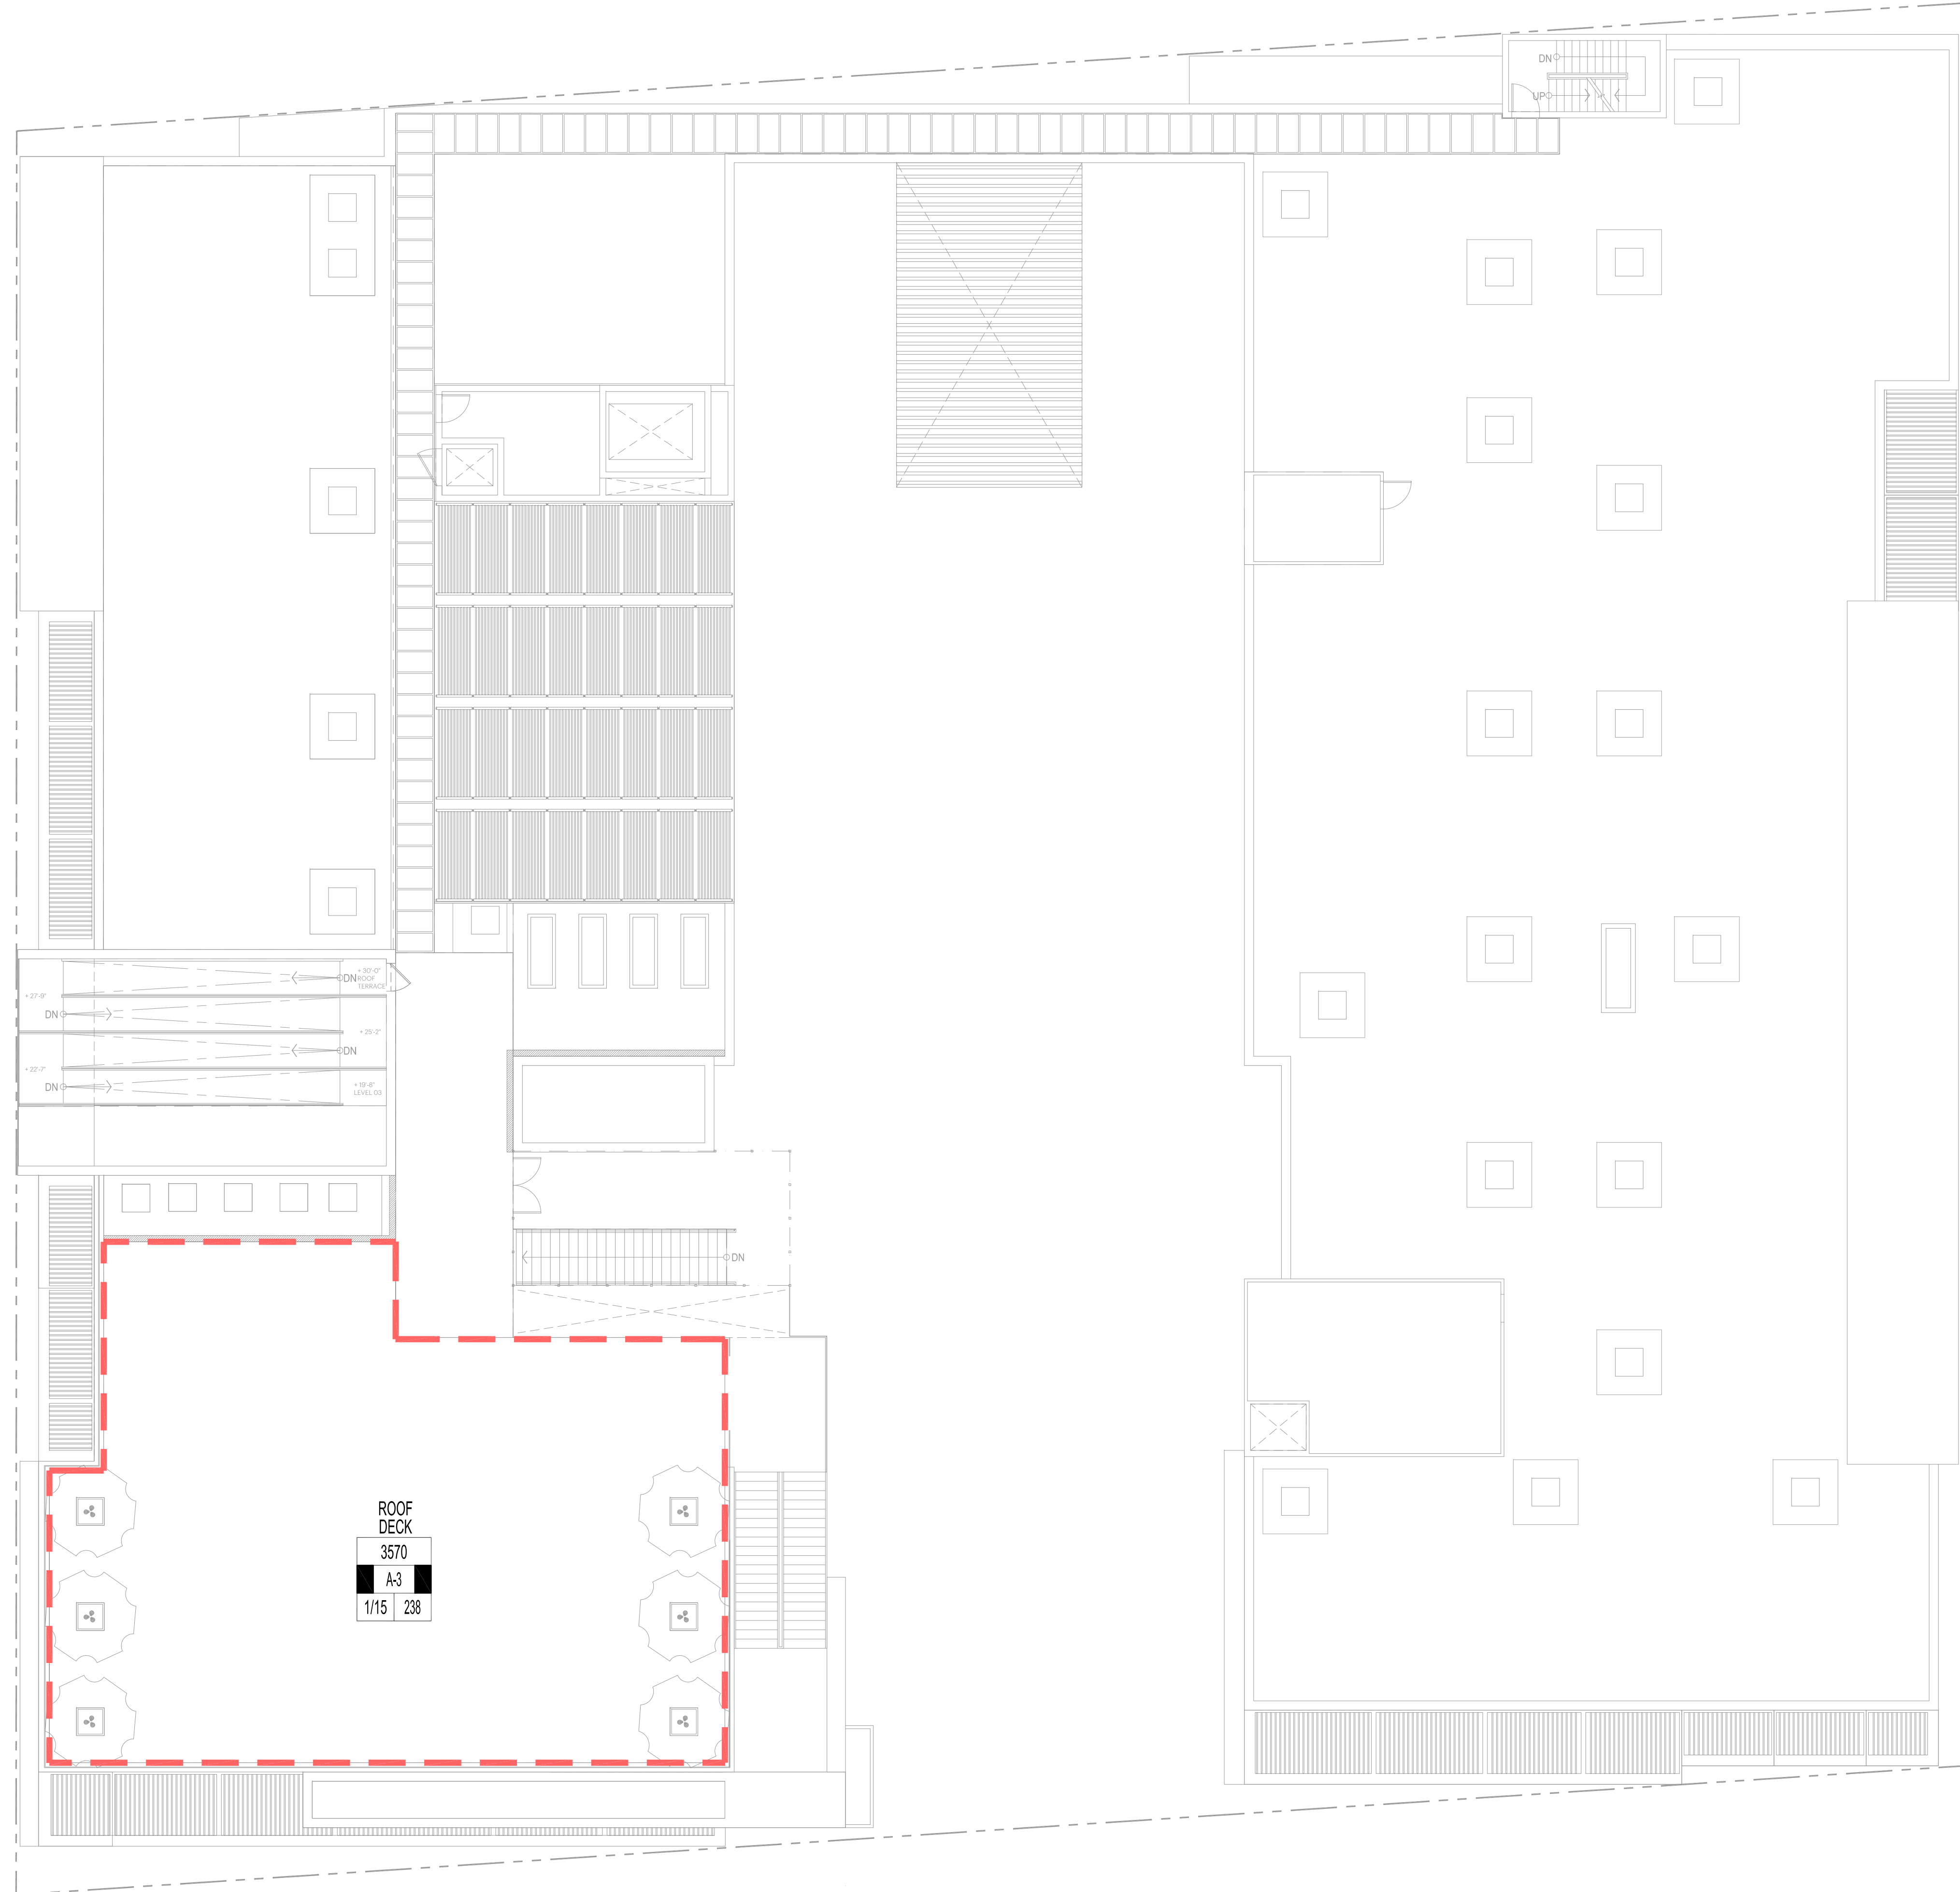 DN
UP
+ 30'-0"
ROOF
TERRACE
DN
+ 27'-9"
DN
+ 25'-2"
DN
+ 22'-7"
DN
+ 19'-8"
LEVEL 03
DN
ROOF
DECK
3570
A-3
1/15 238